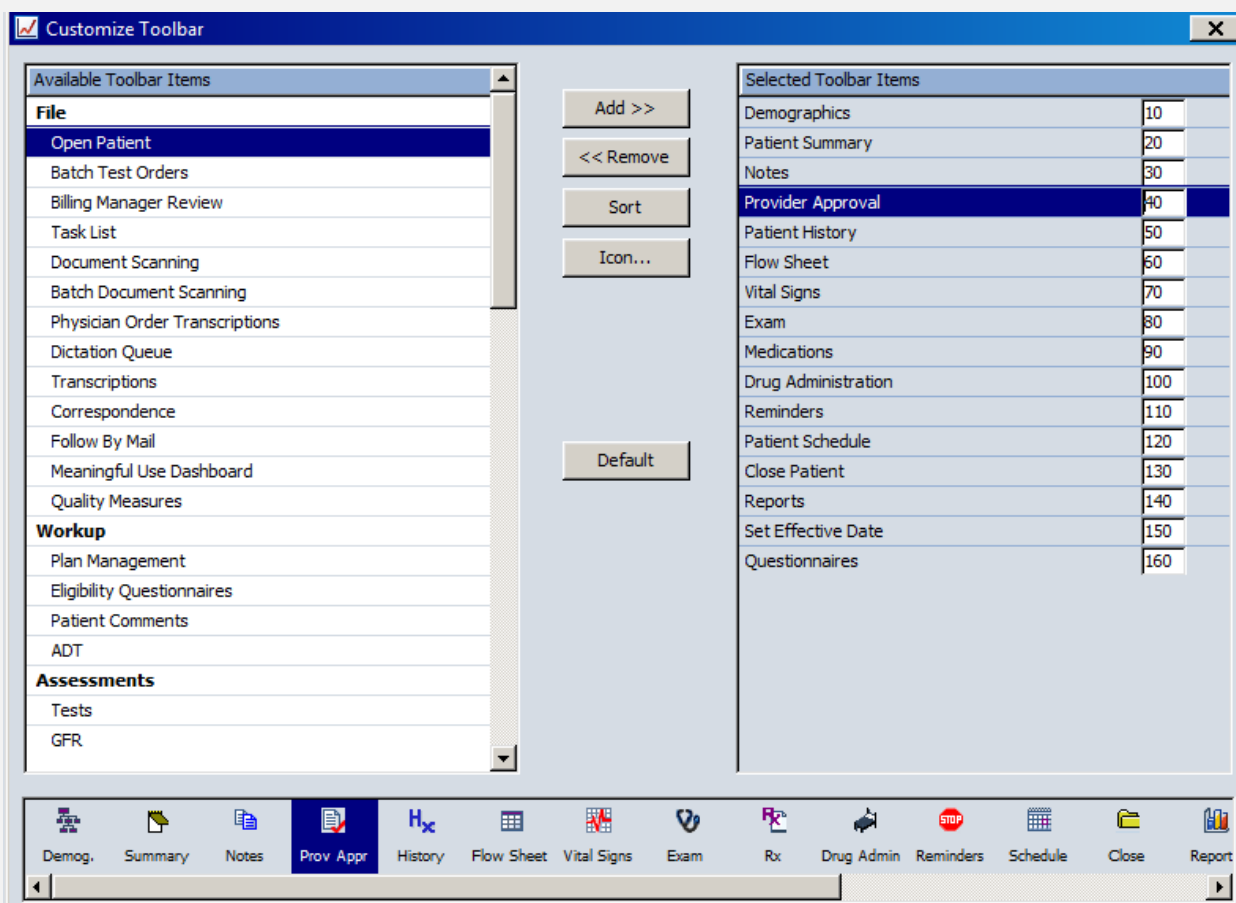 Customize Toolbar
Available Toolbar Items
File
Open Patient
Batch Test Orders
Billing Manager Review
Task List
Document Scanning
Batch Document Scanning
Physician Order Transcriptions
Dictation Queue
Transcriptions
Correspondence
Follow By Mail
Meaningful Use Dashboard
Quality Measures
Workup
Plan Management
Eligibility Questionnaires
Patient Comments
ADT
Assessments
Tests
GFR
Add >>
<< Remove
Sort
Icon...
Default
Selected Toolbar Items
Demographics 10
Patient Summary 20
Notes 30
Provider Approval 40
Patient History 50
Flow Sheet 60
Vital Signs 70
Exam 80
Medications 90
Drug Administration 100
Reminders 110
Patient Schedule 120
Close Patient 130
Reports 140
Set Effective Date 150
Questionnaires 160
Hx Rx STOP
Demog. Summary Notes Prov Appr History Flow Sheet Vital Signs Exam Rx Drug Admin Reminders Schedule Close Report